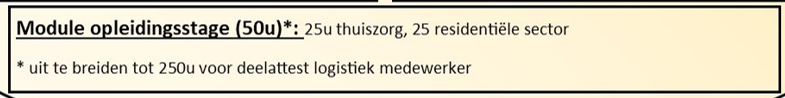 Module opleidingsstage (50u)*: 25u thuiszorg, 25 residentiële sector
* uit te breiden tot 250u voor deelattest logistiek medewerker